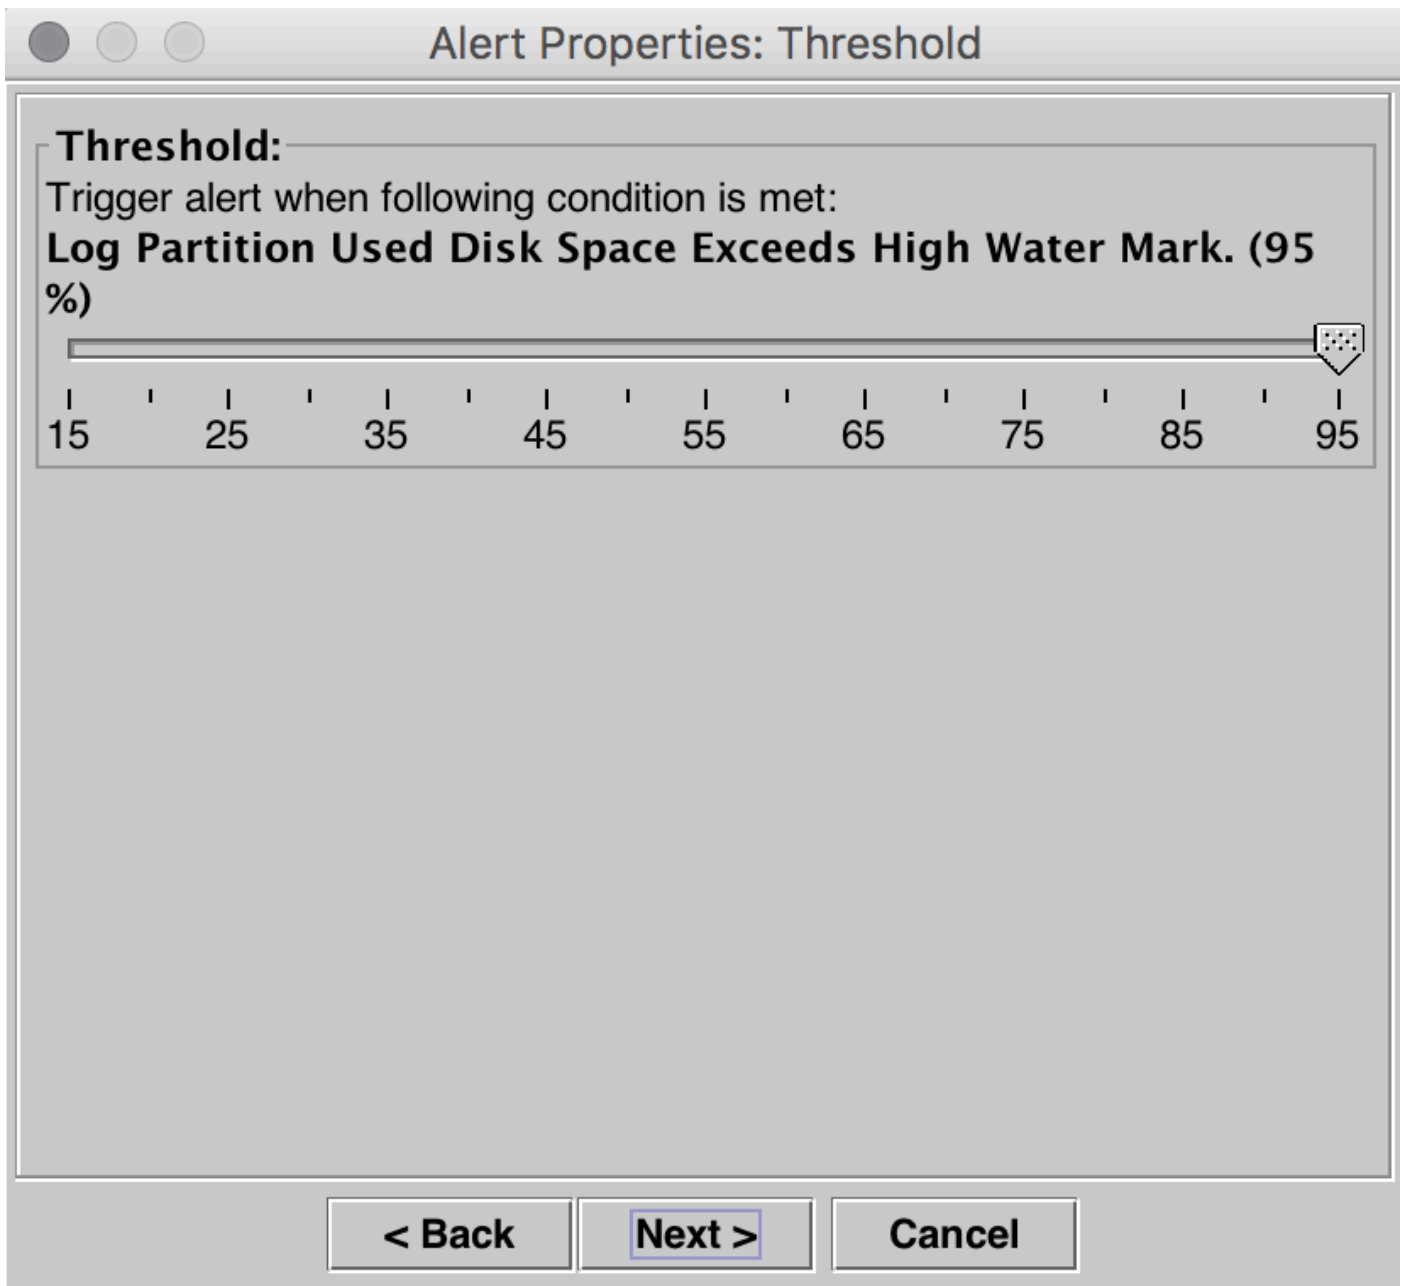 Alert Properties: Threshold
Threshold:
Trigger alert when following condition is met:
Log Partition Used Disk Space Exceeds High Water Mark. (95
%)
15 25 35 45 55 65 75 85 95
< Back Next > Cancel